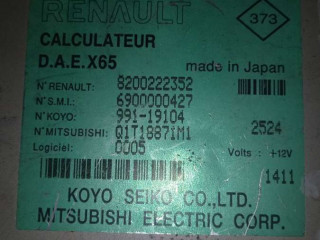 RENAULT
373
CALCULATEUR
D.A.E.X65 made in Japan
N° RENAULT: 8200222352
N° S.M.I.: 6900000427
N° KOYO: 991-19104
N° MITSUBISHI: Q1T18871M1 2524
Logiciel: 0005 Volts : +12V
1411
KOYO SEIKO CO.,LTD.
MITSUBISHI ELECTRIC CORP.